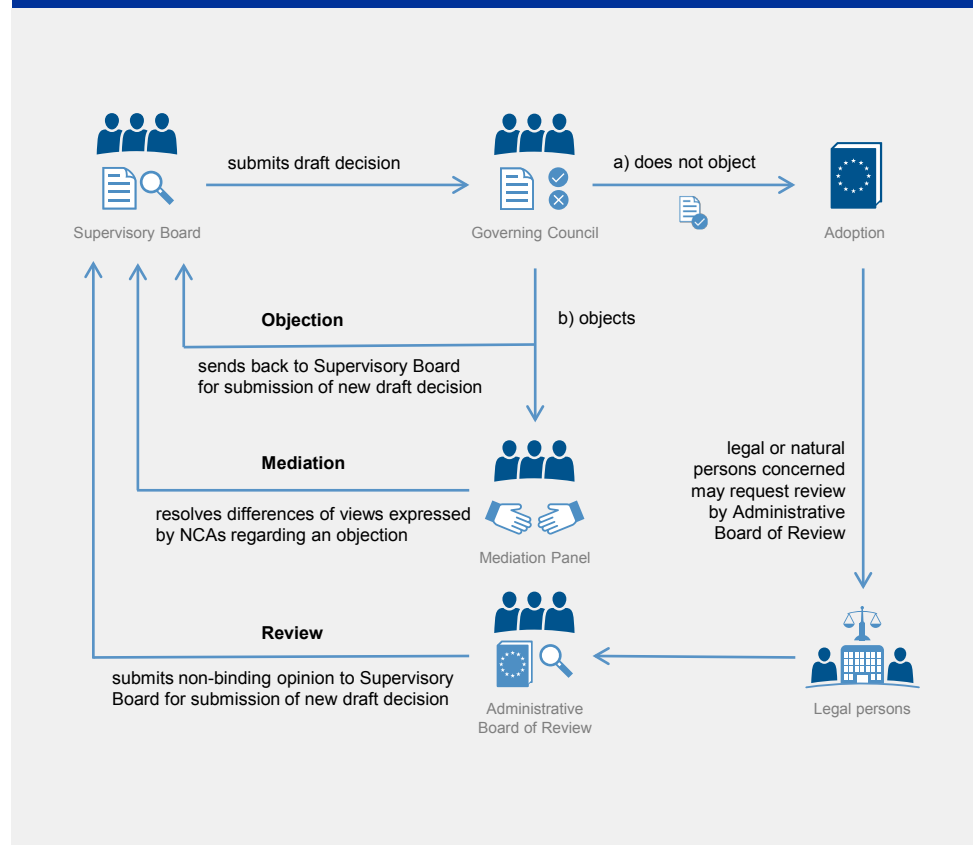 submits draft decision
a) does not object
Supervisory Board
Governing Council
Adoption
Objection
b) objects
sends back to Supervisory Board
for submission of new draft decision
Mediation
resolves differences of views expressed
by NCAs regarding an objection
Mediation Panel
legal or natural
persons concerned
may request review
by Administrative
Board of Review
Review
submits non-binding opinion to Supervisory
Board for submission of new draft decision
Administrative
Board of Review
Legal persons